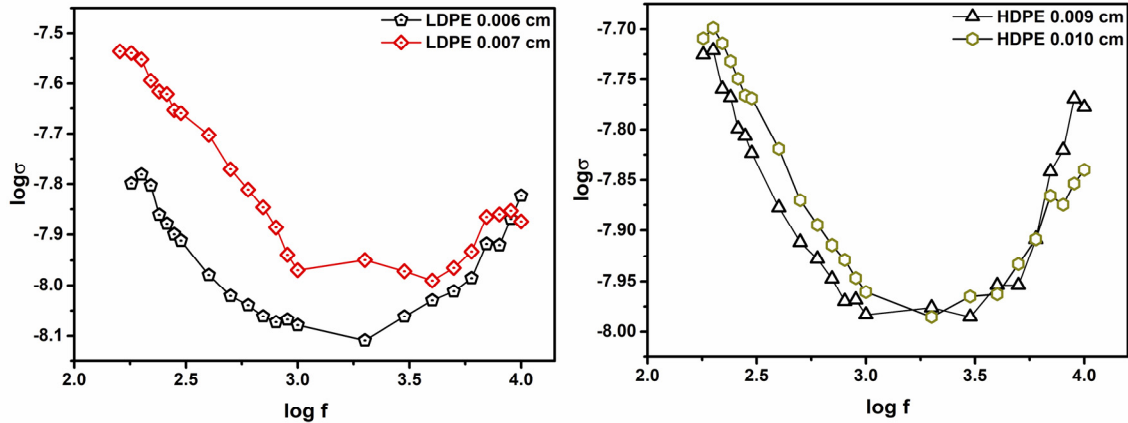 LDPE 0.006 cm
LDPE 0.007 cm
-7.5
-7.6
-7.7
-7.8
-7.9
-8.0
-8.1
logσ
2.0 2.5 3.0 3.5 4.0
log f
HDPE 0.009 cm
HDPE 0.010 cm
-7.70
-7.75
-7.80
-7.85
-7.90
-7.95
-8.00
logσ
2.0 2.5 3.0 3.5 4.0
log f